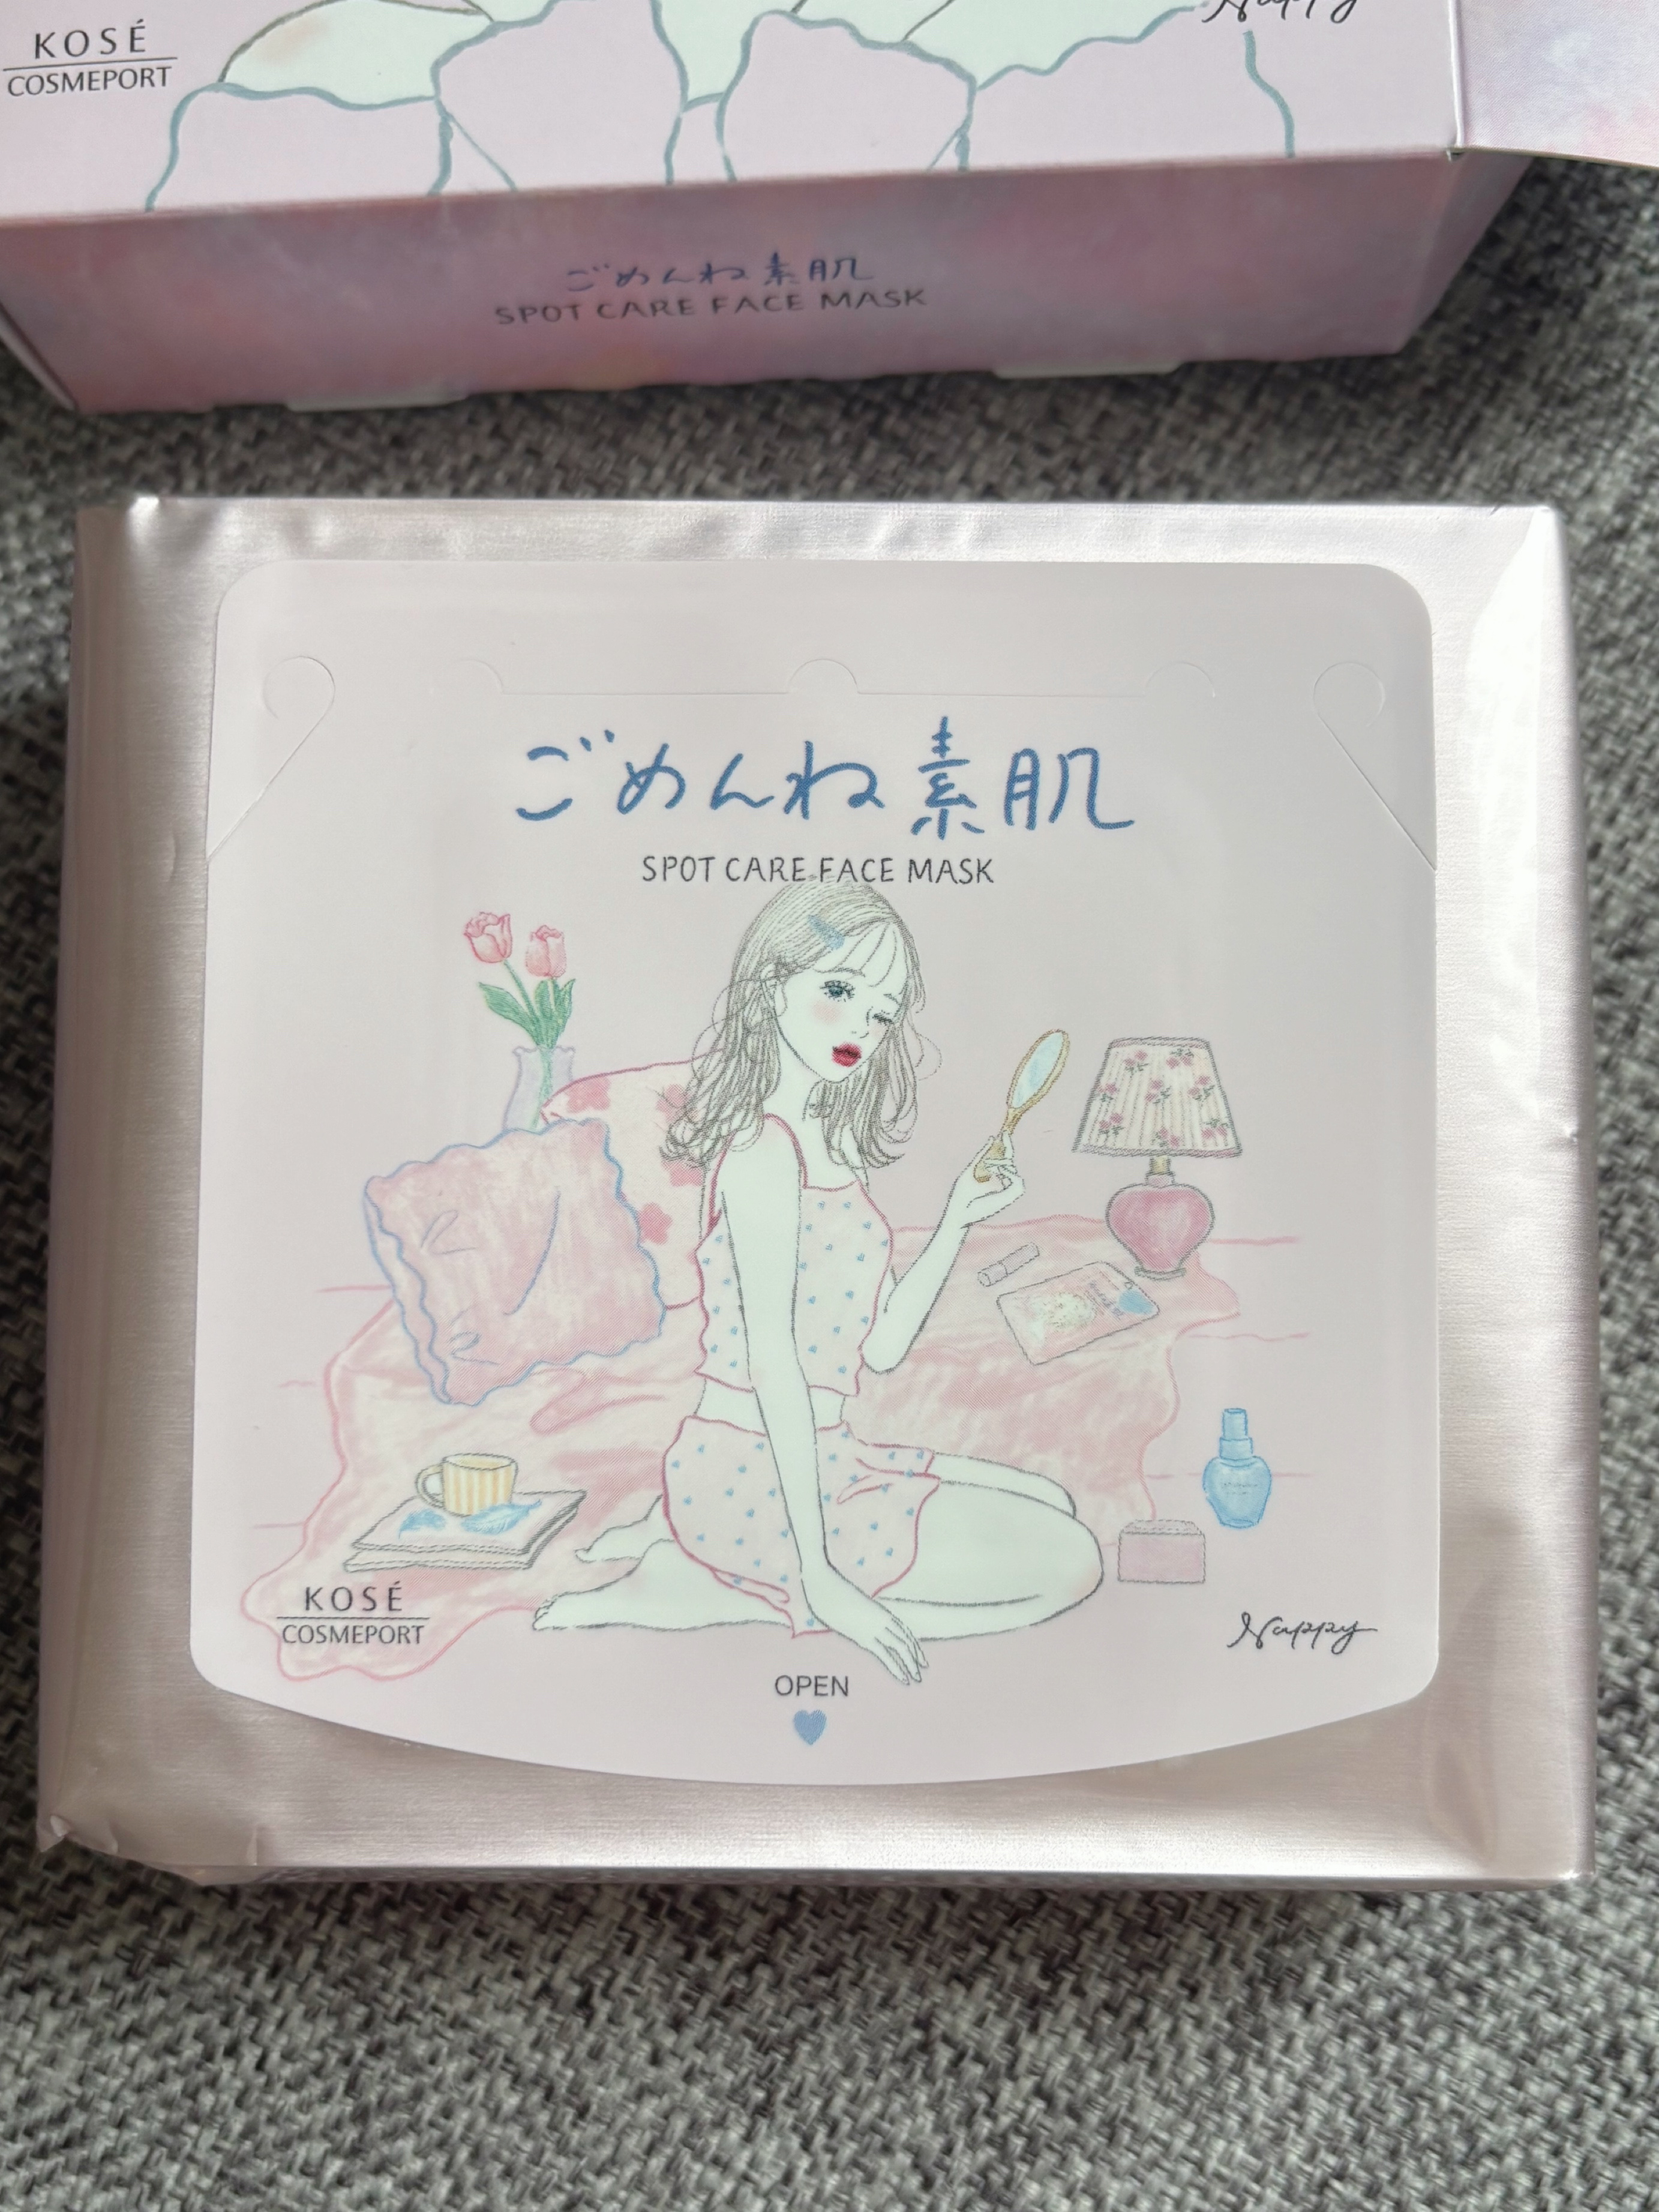 KOSÉ
COSMEPORT
Nappy
ごめんね素肌
SPOT CARE FACE MASK
ごめんね素肌
SPOT CARE FACE MASK
KOSÉ
COSMEPORT
Nappy
OPEN